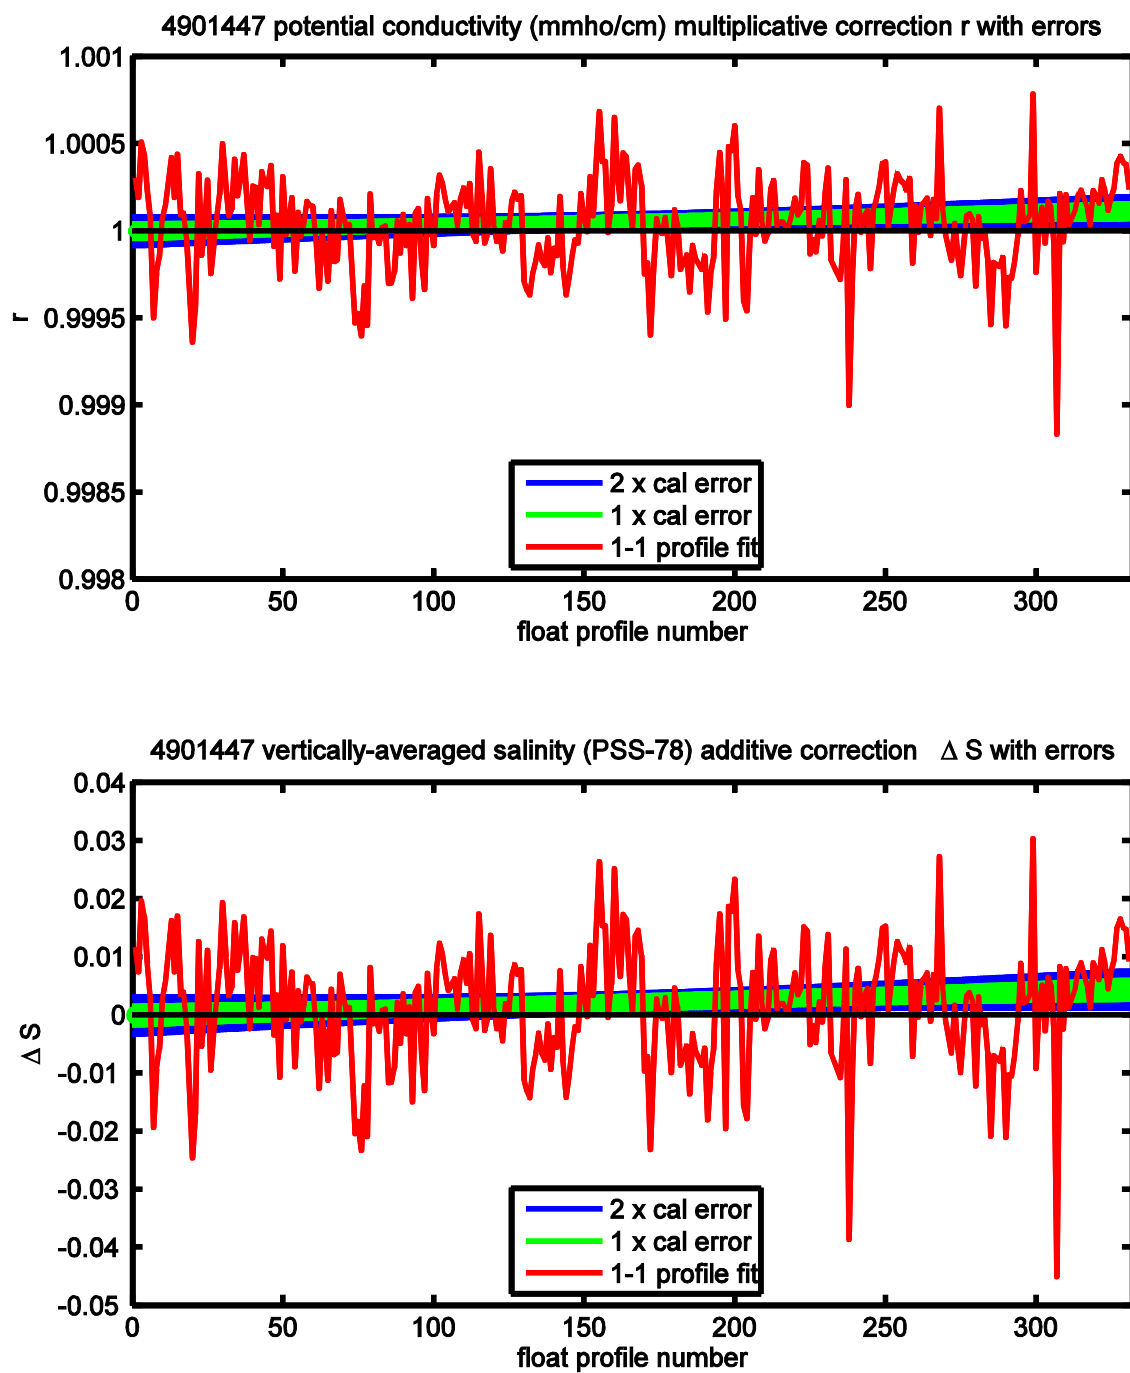 4901447 potential conductivity (mmho/cm) multiplicative correction r with errors
1.001
1.0005
1
0.9995
0.999
0.9985
0.998
r
2 x cal error
1 x cal error
1-1 profile fit
0 50 100 150 200 250 300
float profile number
4901447 vertically-averaged salinity (PSS-78) additive correction Δ S with errors
0.04
0.03
0.02
0.01
0
-0.01
-0.02
-0.03
-0.04
-0.05
Δ S
2 x cal error
1 x cal error
1-1 profile fit
0 50 100 150 200 250 300
float profile number